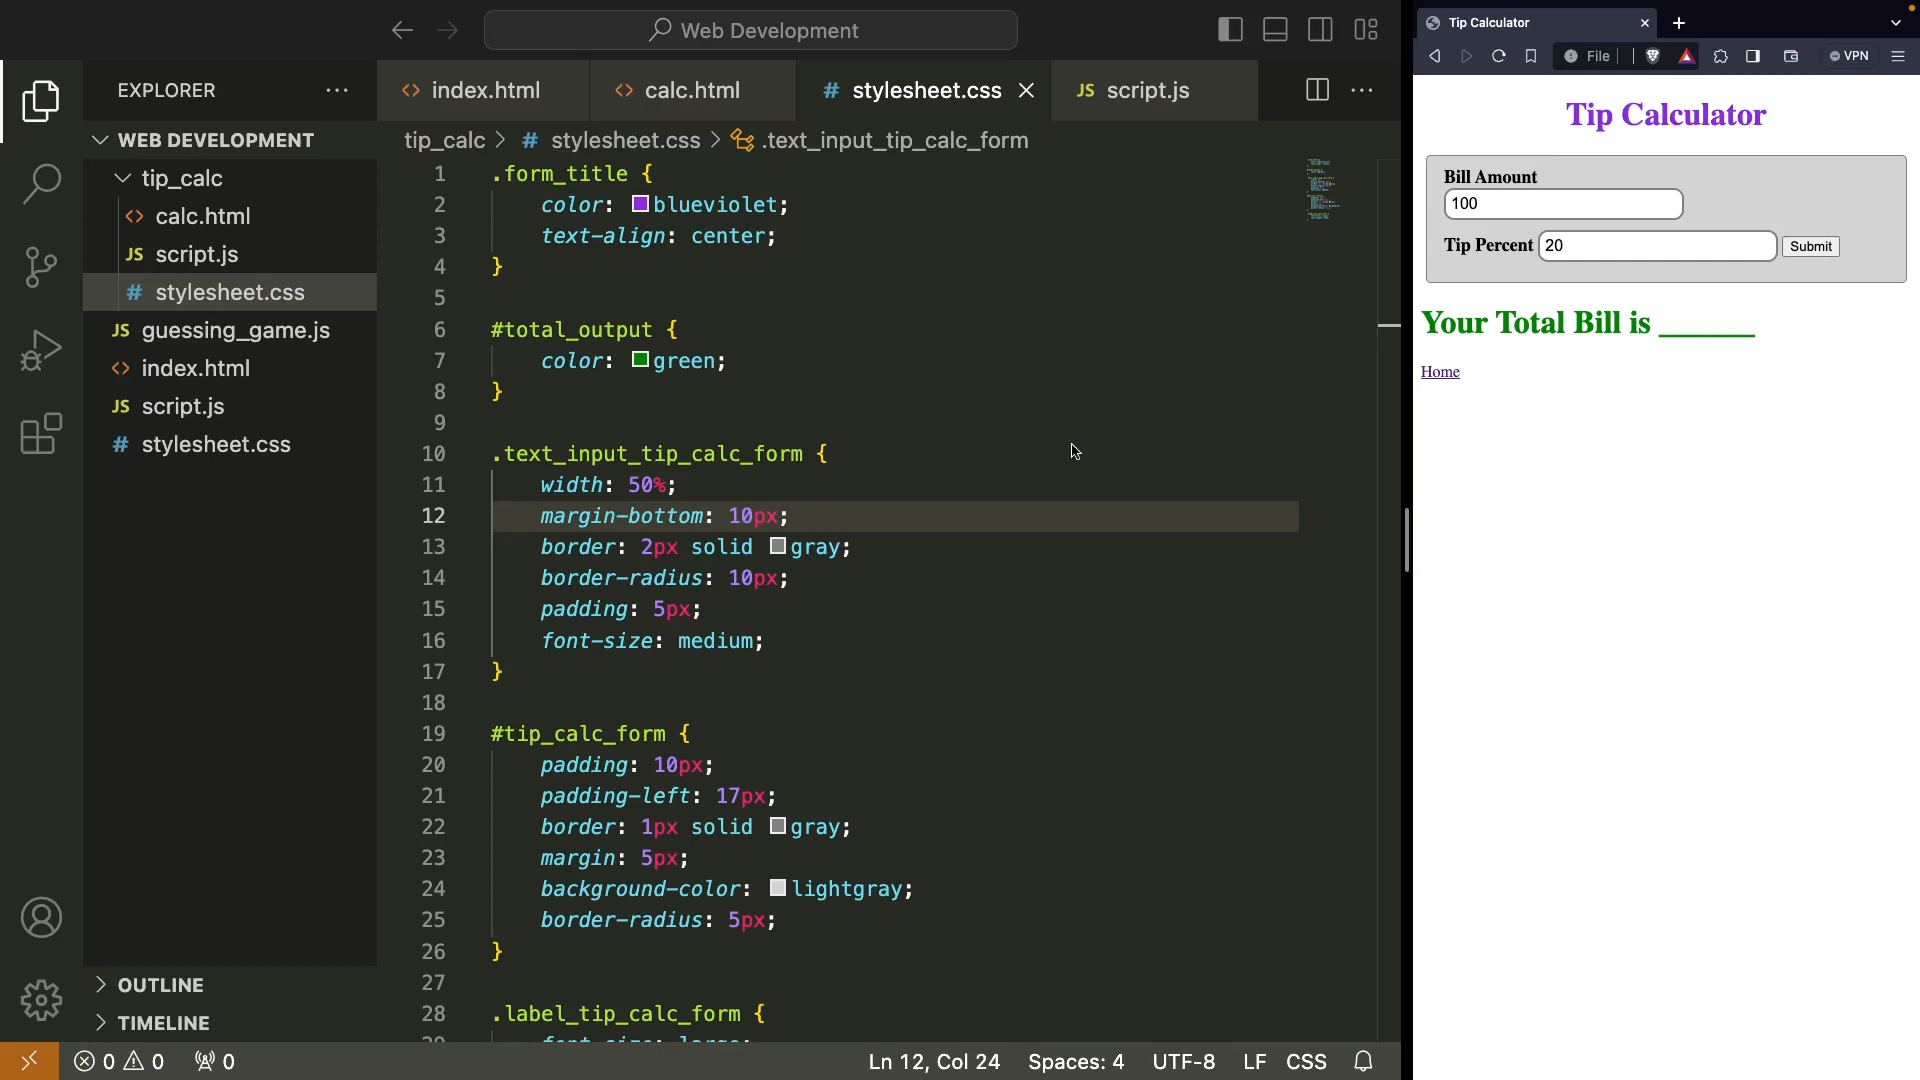 Web Development
EXPLORER
WEB DEVELOPMENT
tip_calc
<> calc.html
JS script.js
# stylesheet.css
JS guessing_game.js
<> index.html
JS script.js
# stylesheet.css
OUTLINE
TIMELINE
<> index.html
<> calc.html
# stylesheet.css
JS script.js
tip_calc > # stylesheet.css > .text_input_tip_calc_form
1 .form_title {
2 color: blueviolet;
3 text-align: center;
4 }
5
6 #total_output {
7 color: green;
8 }
9
10 .text_input_tip_calc_form {
11 width: 50%;
12 margin-bottom: 10px;
13 border: 2px solid gray;
14 border-radius: 10px;
15 padding: 5px;
16 font-size: medium;
17 }
18
19 #tip_calc_form {
20 padding: 10px;
21 padding-left: 17px;
22 border: 1px solid gray;
23 margin: 5px;
24 background-color: lightgray;
25 border-radius: 5px;
26 }
27
28 .label_tip_calc_form {
0 0 0
Ln 12, Col 24 Spaces: 4 UTF-8 LF CSS
Tip Calculator
File
VPN
Tip Calculator
Bill Amount
100
Tip Percent 20 Submit
Your Total Bill is ______
Home